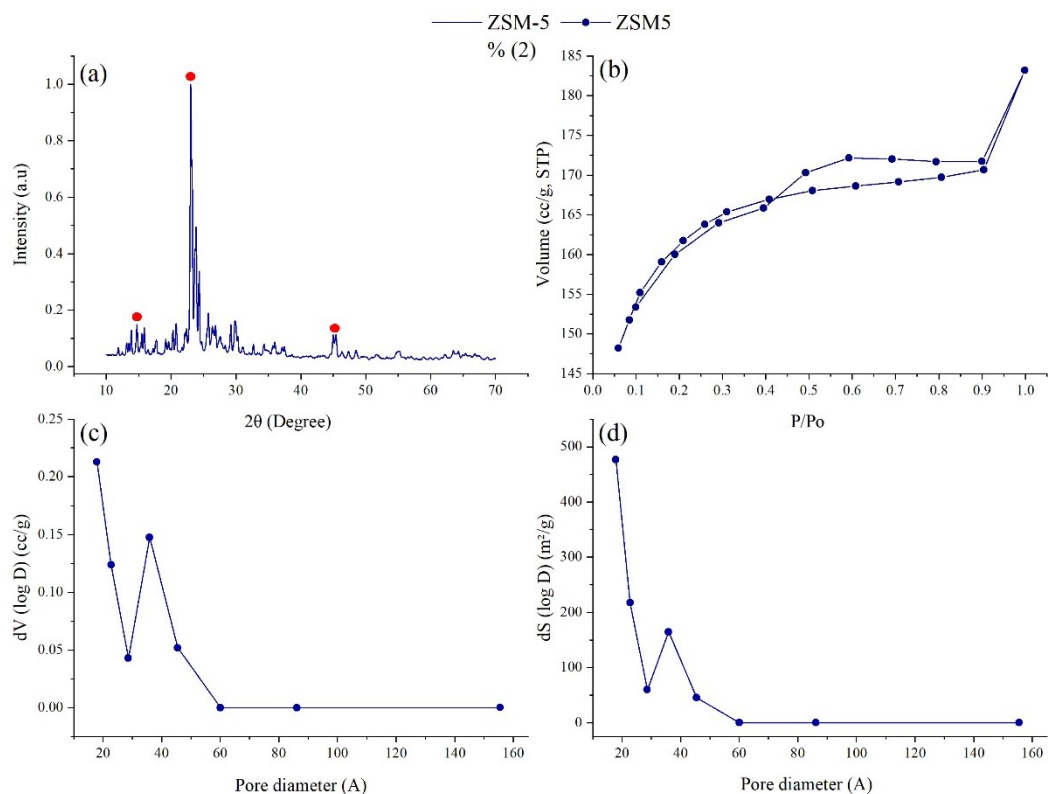 ZSM-5 ZSM5
% (2)
(a)
1.0
0.8
0.6
0.4
0.2
0.0
Intensity (a.u)
10 20 30 40 50 60 70
2θ (Degree)
(b)
185
180
175
170
165
160
155
150
145
Volume (cc/g, STP)
0.0 0.1 0.2 0.3 0.4 0.5 0.6 0.7 0.8 0.9 1.0
P/Po
(c)
0.25
0.20
0.15
0.10
0.05
0.00
dV (log D) (cc/g)
20 40 60 80 100 120 140 160
Pore diameter (A)
(d)
500
400
300
200
100
0
dS (log D) (m²/g)
20 40 60 80 100 120 140 160
Pore diameter (A)